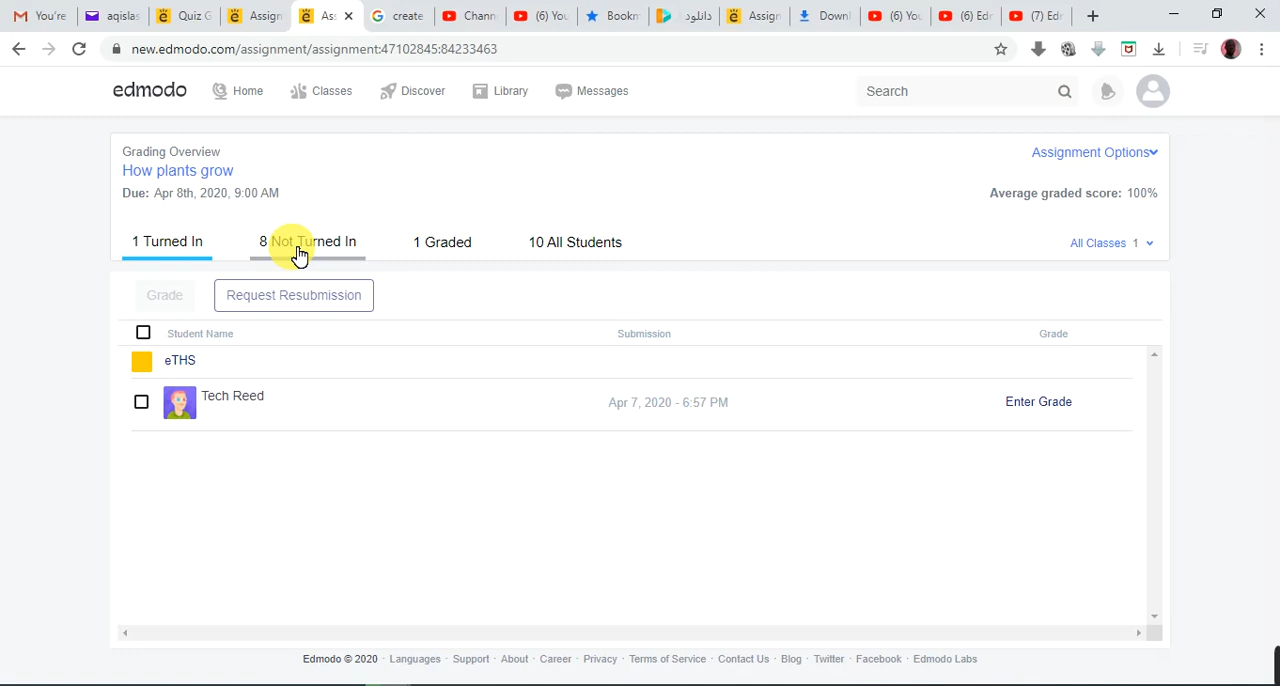 You're
aqislas
Quiz G
Assign
As
create
Chann
(6) You
Bookm
دانلود
Assign
Downl
(6) You
(6) Edr
(7) Edr
new.edmodo.com/assignment/assignment:47102845:84233463
edmodo
Home
Classes
Discover
Library
Messages
Search
Grading Overview
Assignment Options
How plants grow
Due: Apr 8th, 2020, 9:00 AM
Average graded score: 100%
1 Turned In
8 Not Turned In
1 Graded
10 All Students
All Classes 1
Grade
Request Resubmission
Student Name
Submission
Grade
eTHS
Tech Reed
Apr 7, 2020 - 6:57 PM
Enter Grade
Edmodo © 2020 · Languages · Support · About · Career · Privacy · Terms of Service · Contact Us · Blog · Twitter · Facebook · Edmodo Labs